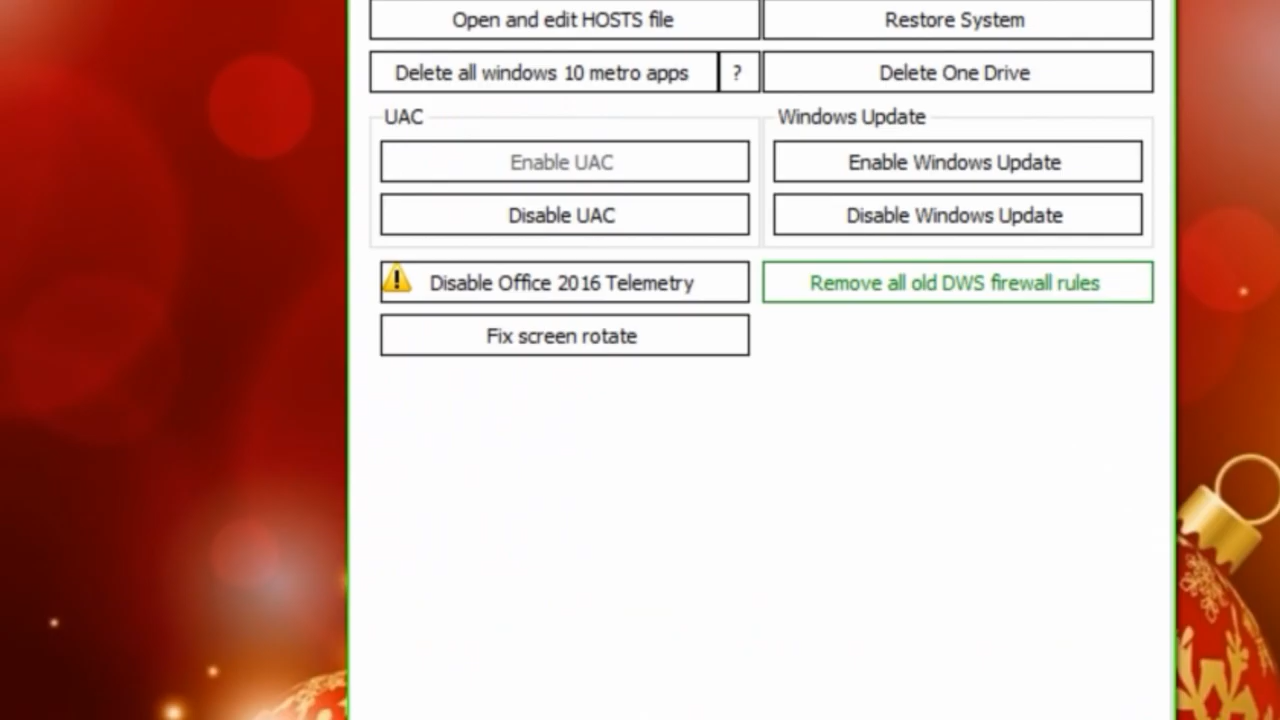 Open and edit HOSTS file
Restore System
Delete all windows 10 metro apps
?
Delete One Drive
UAC
Windows Update
Enable UAC
Enable Windows Update
Disable UAC
Disable Windows Update
Disable Office 2016 Telemetry
Remove all old DWS firewall rules
Fix screen rotate